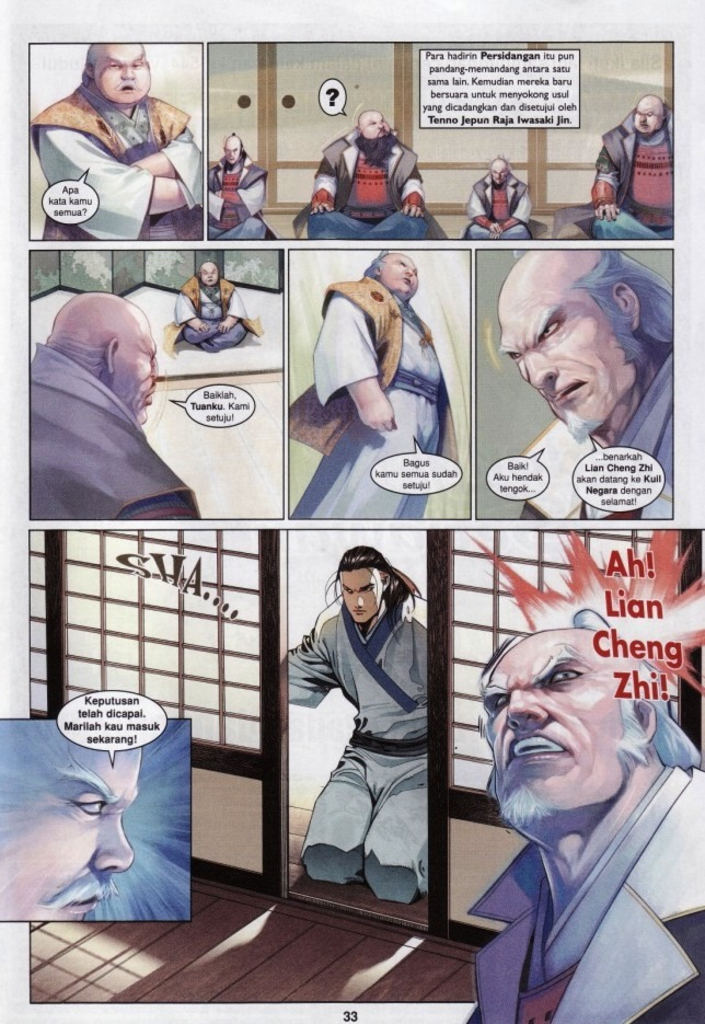 Apa
kata kamu
semua?
?
Para hadirin Persidangan itu pun
pandang-memandang antara satu
sama lain. Kemudian mereka baru
bersuara untuk menyokong usul
yang dicadangkan dan disetujui oleh
Tenno Jepun Raja Iwasaki Jin.
Baiklah,
Tuanku. Kami
setuju!
Bagus
kamu semua sudah
setuju!
Baik!
Aku hendak
tengok...
...benarkah
Lian Cheng Zhi
akan datang ke Kuil
Negara dengan
selamat!
SYA....
Keputusan
telah dicapai.
Marilah kau masuk
sekarang!
Ah!
Lian
Cheng
Zhi!
33